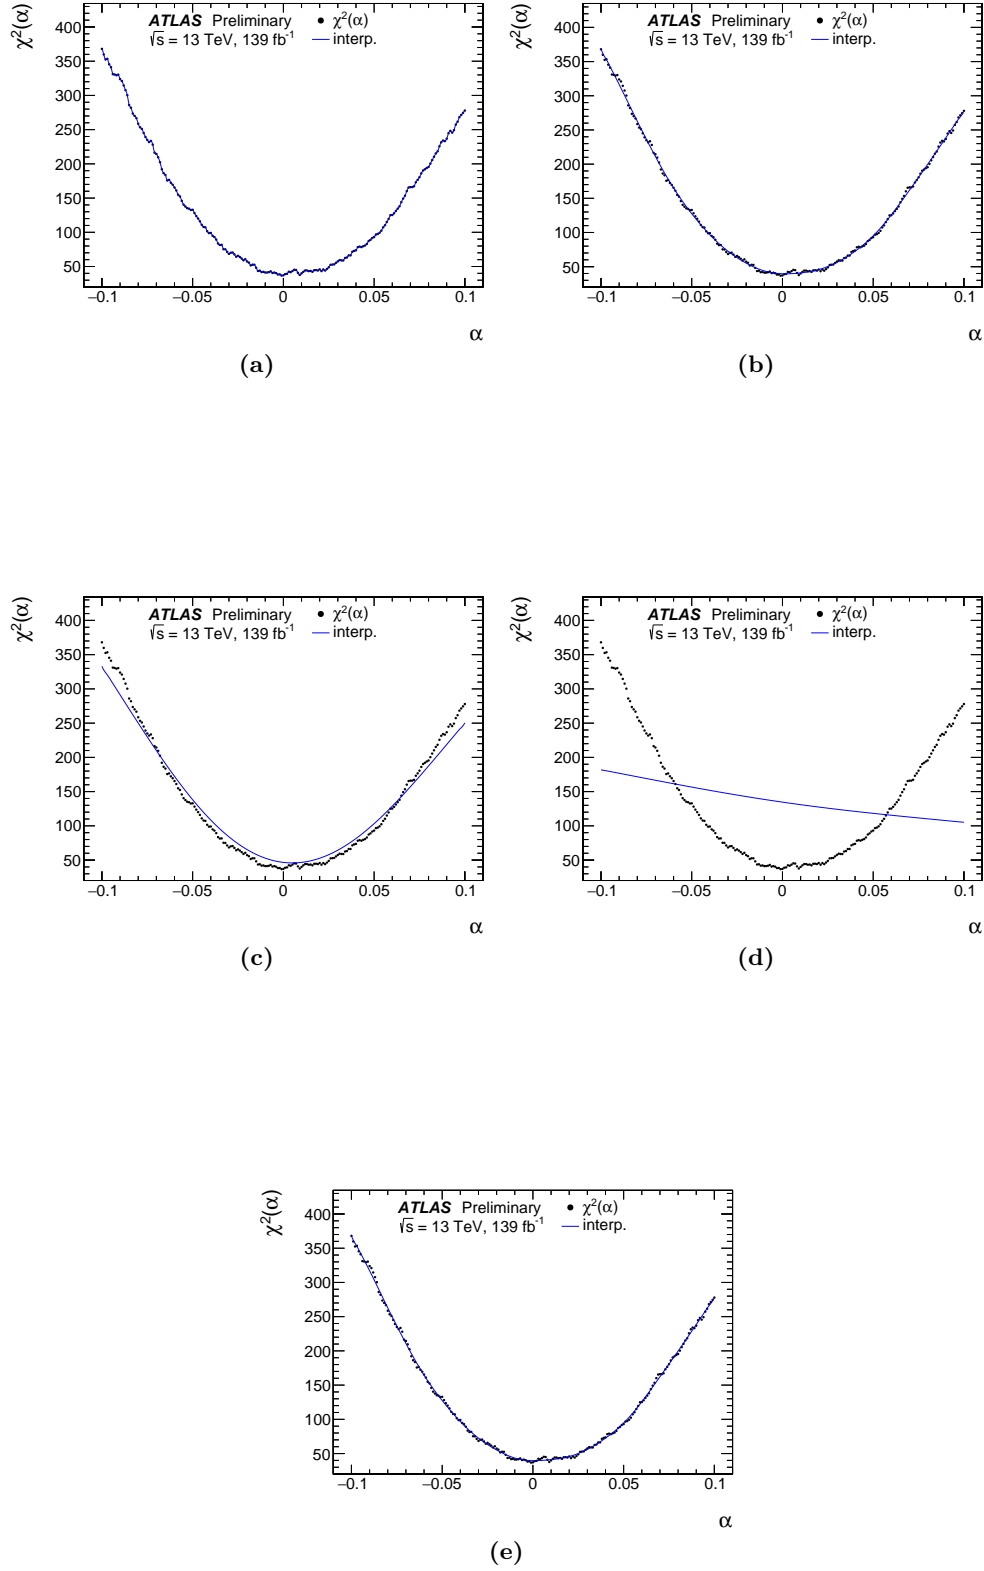 χ²(α)
400
350
300
250
200
150
100
50
ATLAS Preliminary
√s = 13 TeV, 139 fb⁻¹
χ²(α)
interp.
−0.1 −0.05 0 0.05 0.1
α
(a)
χ²(α)
400
350
300
250
200
150
100
50
ATLAS Preliminary
√s = 13 TeV, 139 fb⁻¹
χ²(α)
interp.
−0.1 −0.05 0 0.05 0.1
α
(b)
χ²(α)
400
350
300
250
200
150
100
50
ATLAS Preliminary
√s = 13 TeV, 139 fb⁻¹
χ²(α)
interp.
−0.1 −0.05 0 0.05 0.1
α
(c)
χ²(α)
400
350
300
250
200
150
100
50
ATLAS Preliminary
√s = 13 TeV, 139 fb⁻¹
χ²(α)
interp.
−0.1 −0.05 0 0.05 0.1
α
(d)
χ²(α)
400
350
300
250
200
150
100
50
ATLAS Preliminary
√s = 13 TeV, 139 fb⁻¹
χ²(α)
interp.
−0.1 −0.05 0 0.05 0.1
α
(e)